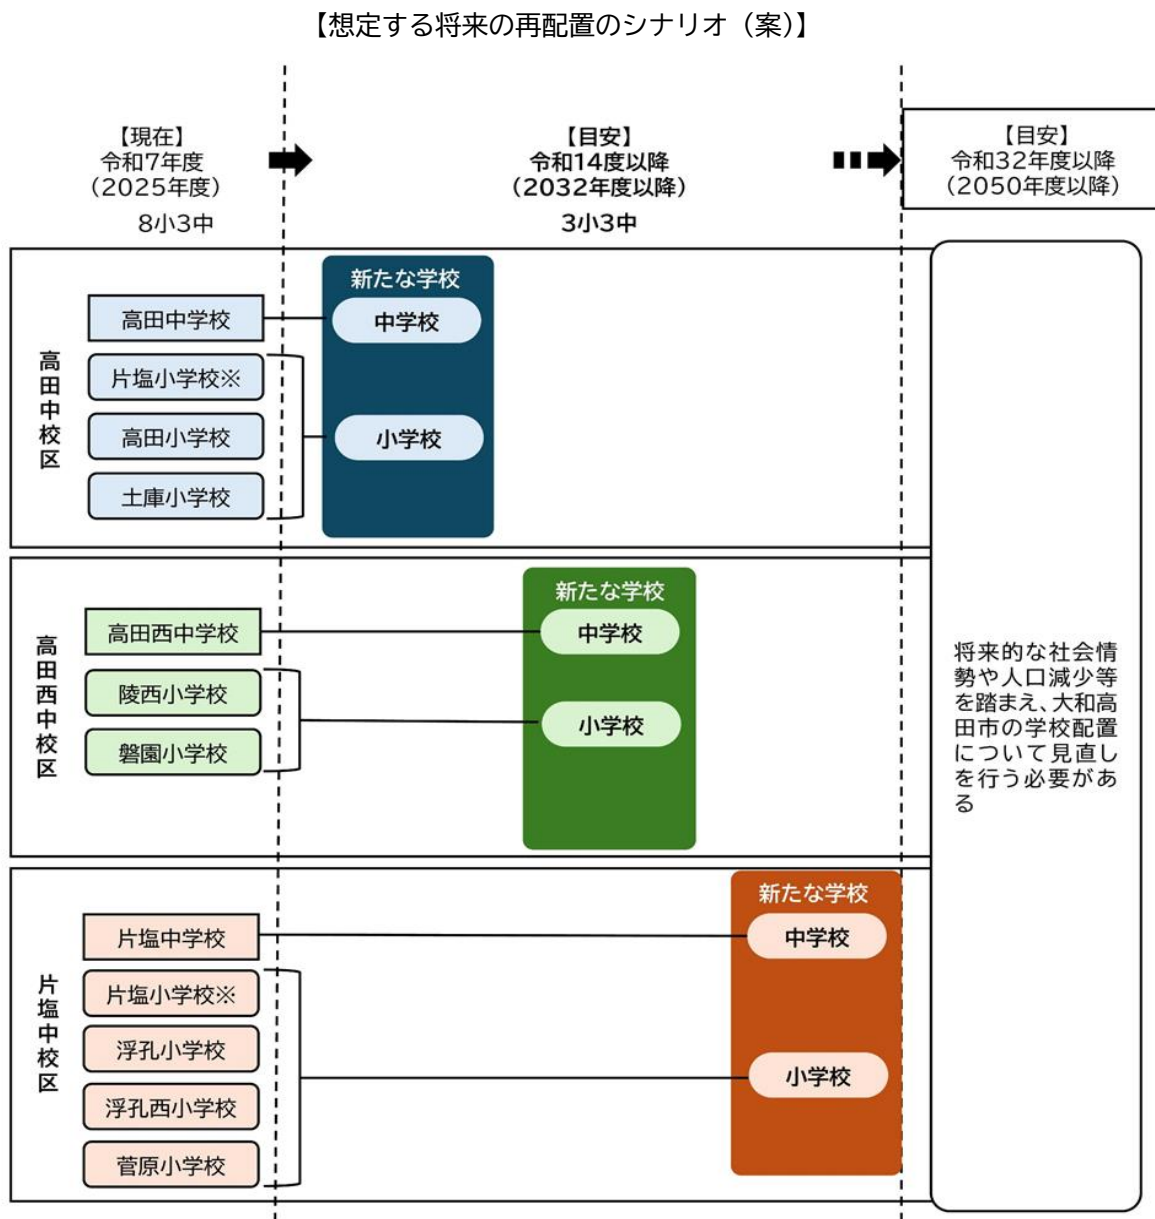 【想定する将来の再配置のシナリオ（案）】
【現在】
令和7年度
（2025年度）
8小3中
【目安】
令和14度以降
（2032年度以降）
3小3中
【目安】
令和32年度以降
（2050年度以降）
高田中校区
高田中学校
片塩小学校※
高田小学校
土庫小学校
新たな学校
中学校
小学校
高田西中校区
高田西中学校
陵西小学校
磐園小学校
新たな学校
中学校
小学校
片塩中校区
片塩中学校
片塩小学校※
浮孔小学校
浮孔西小学校
菅原小学校
新たな学校
中学校
小学校
将来的な社会情
勢や人口減少等
を踏まえ、大和高
田市の学校配置
について見直し
を行う必要があ
る